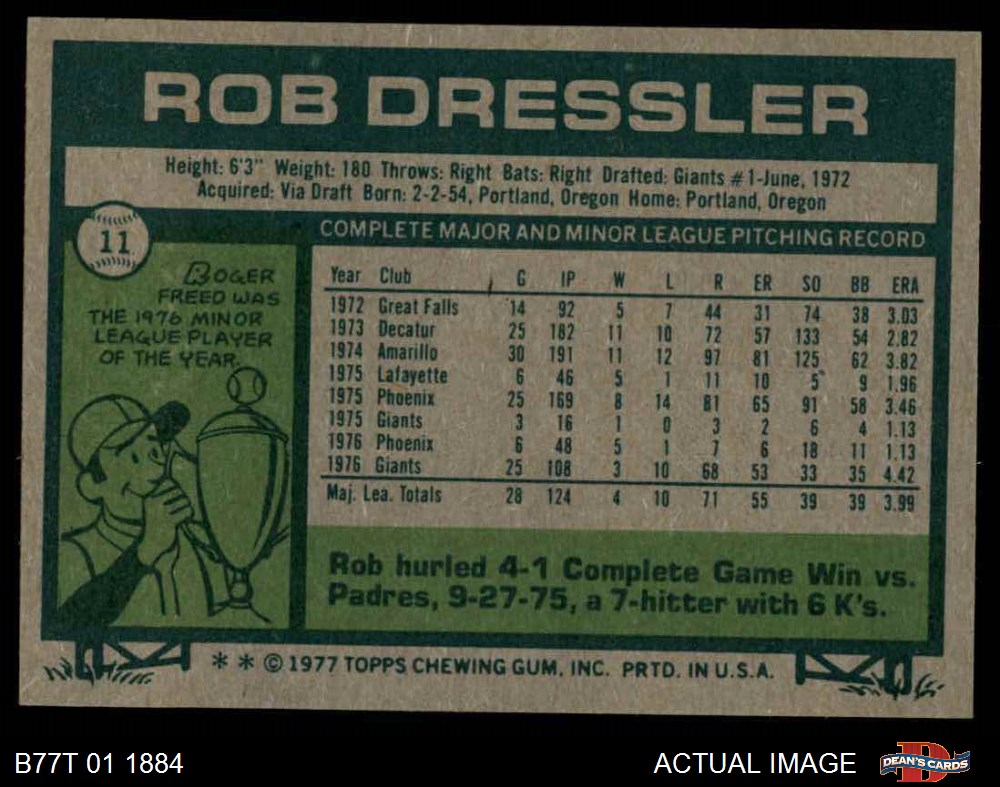 ROB DRESSLER
Height: 6'3" Weight: 180 Throws: Right Bats: Right Drafted: Giants #1-June, 1972
Acquired: Via Draft Born: 2-2-54, Portland, Oregon Home: Portland, Oregon
11
ROGER
FREED WAS
THE 1976 MINOR
LEAGUE PLAYER
OF THE YEAR.
COMPLETE MAJOR AND MINOR LEAGUE PITCHING RECORD
Year Club G IP W L R ER SO BB ERA
1972 Great Falls 14 92 5 7 44 31 74 38 3.03
1973 Decatur 25 182 11 10 72 57 133 54 2.82
1974 Amarillo 30 191 11 12 97 81 125 62 3.82
1975 Lafayette 6 46 5 1 11 10 5 9 1.96
1975 Phoenix 25 169 8 14 81 65 91 58 3.46
1975 Giants 3 16 1 0 3 2 6 4 1.13
1976 Phoenix 6 48 5 1 7 6 18 11 1.13
1976 Giants 25 108 3 10 68 53 33 35 4.42
Maj. Lea. Totals 28 124 4 10 71 55 39 39 3.99
Rob hurled 4-1 Complete Game Win vs.
Padres, 9-27-75, a 7-hitter with 6 K's.
* * © 1977 TOPPS CHEWING GUM, INC. PRTD. IN U.S.A.
B77T 01 1884
ACTUAL IMAGE
DEAN'S CARDS